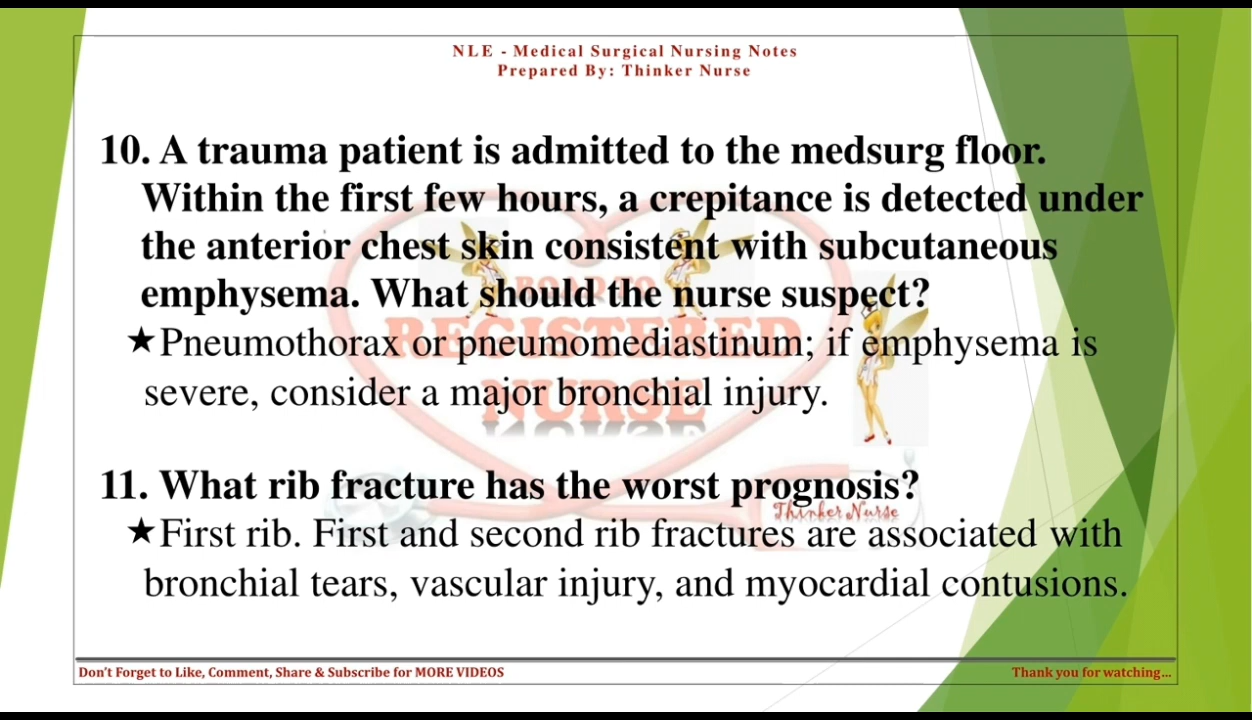 NLE - Medical Surgical Nursing Notes
Prepared By: Thinker Nurse
10. A trauma patient is admitted to the medsurg floor.
Within the first few hours, a crepitance is detected under
the anterior chest skin consistent with subcutaneous
emphysema. What should the nurse suspect?
★Pneumothorax or pneumomediastinum; if emphysema is
severe, consider a major bronchial injury.
BOARD TO
REGISTERED
NURSE
11. What rib fracture has the worst prognosis?
Thinker Nurse
★First rib. First and second rib fractures are associated with
bronchial tears, vascular injury, and myocardial contusions.
Don't Forget to Like, Comment, Share & Subscribe for MORE VIDEOS
Thank you for watching...